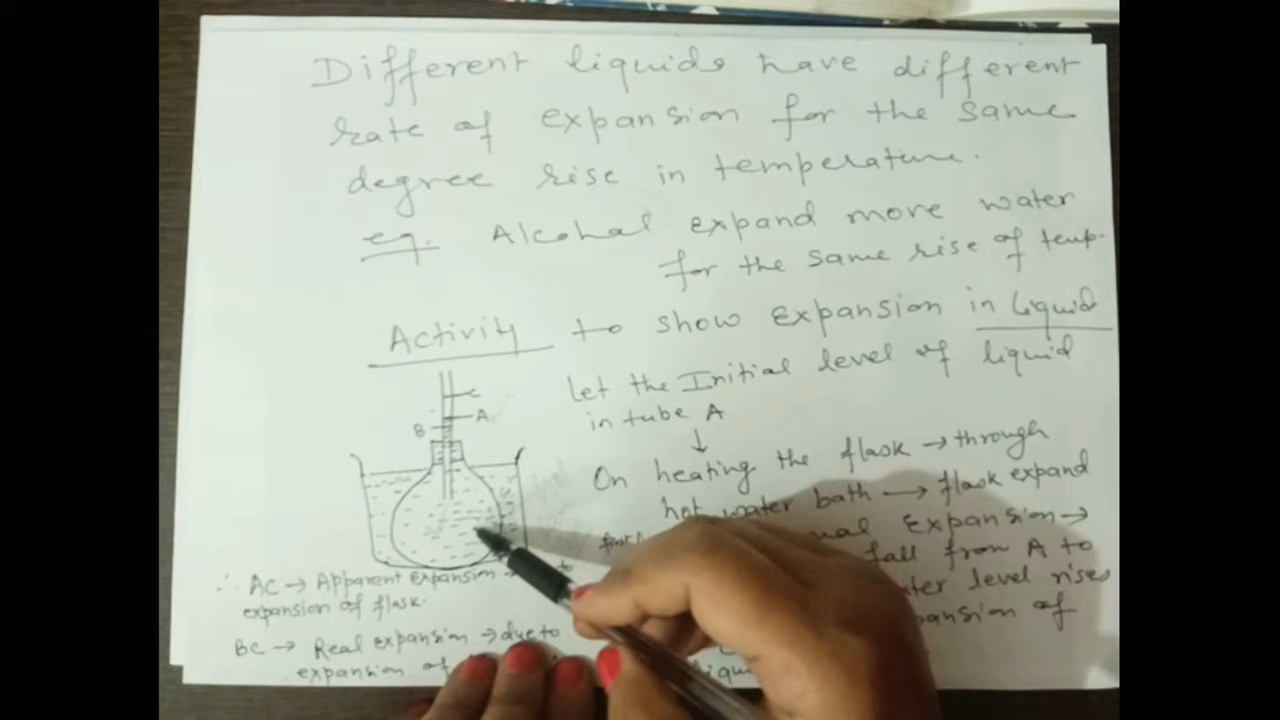 Different liquids have different
rate of expansion for the same
degree rise in temperature.
eg. Alcohal expand more water
for the same rise of temp.
Activity to show expansion in liquid
Let the Initial level of liquid
in tube A
↓
On heating the flask → through
hot water bath → flask expand
expansion →
fall from A to
level rises
of
C
A
B
∴ AC → Apparent expansion → to
expansion of flask.
BC → Real expansion → due to
expansion of